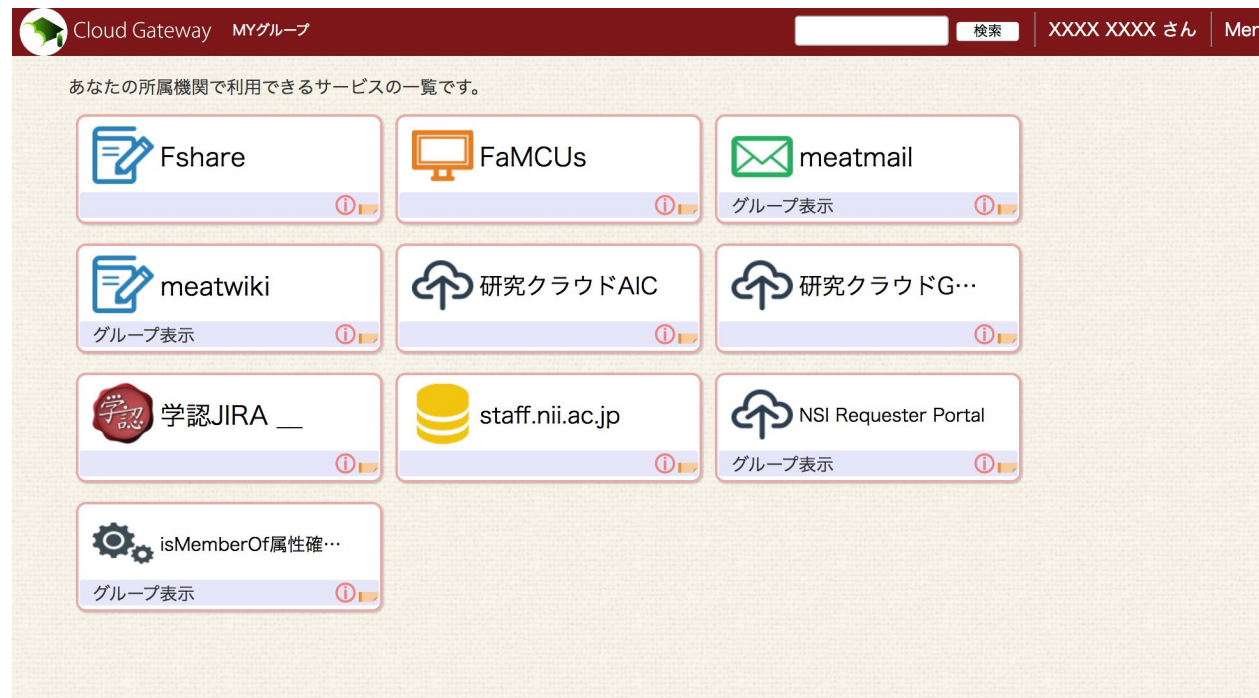 Cloud Gateway MYグループ 検索 XXXX XXXX さん
あなたの所属機関で利用できるサービスの一覧です。
Fshare
FaMCUs
meatmail
グループ表示
meatwiki
研究クラウドAIC
研究クラウドG…
グループ表示
学認
学認JIRA __
staff.nii.ac.jp
NSI Requester Portal
グループ表示
isMemberOf属性確…
グループ表示